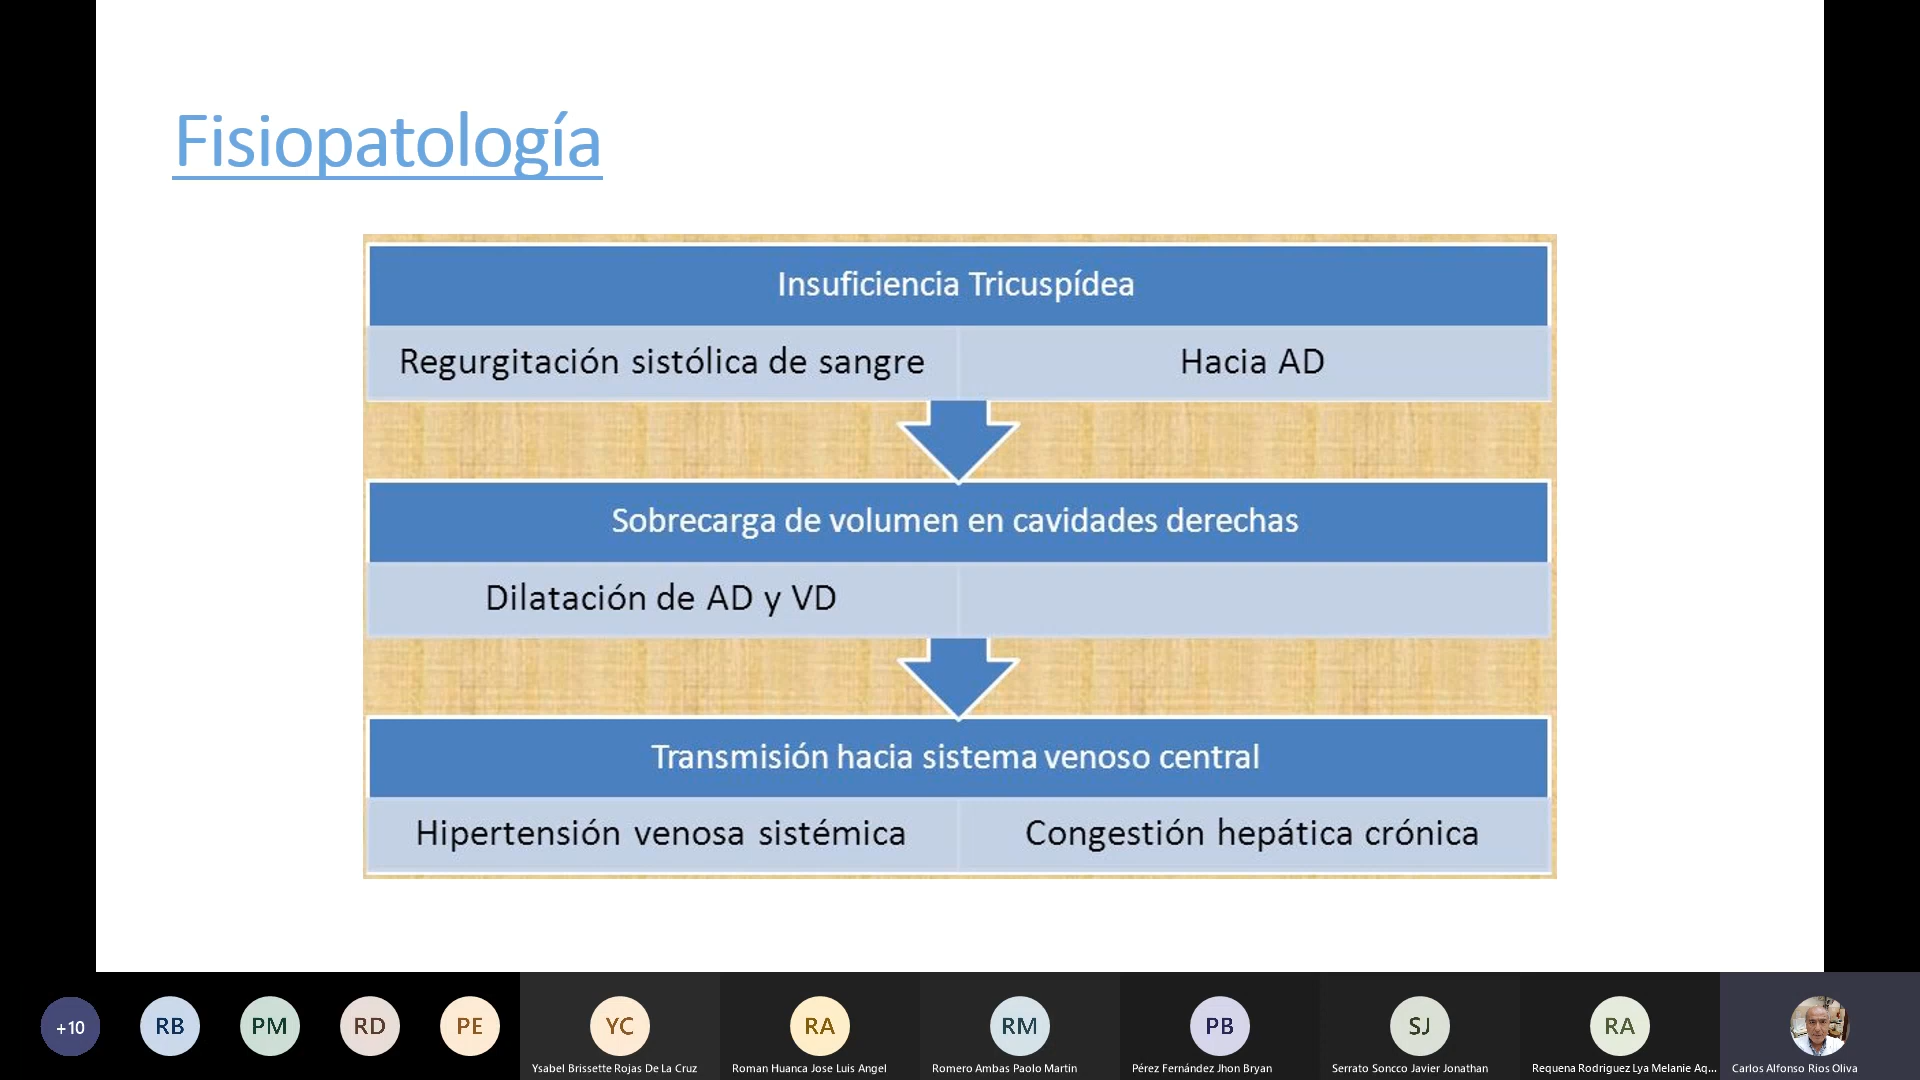 Fisiopatología
Insuficiencia Tricuspídea
Regurgitación sistólica de sangre
Hacia AD
Sobrecarga de volumen en cavidades derechas
Dilatación de AD y VD
Transmisión hacia sistema venoso central
Hipertensión venosa sistémica
Congestión hepática crónica
+10
RB
PM
RD
PE
YC
RA
RM
PB
SJ
RA
Ysabel Brissette Rojas De La Cruz
Roman Huanca Jose Luis Angel
Romero Ambas Paolo Martin
Pérez Fernández Jhon Bryan
Serrato Soncco Javier Jonathan
Requena Rodriguez Lya Melanie Aq...
Carlos Alfonso Rios Oliva